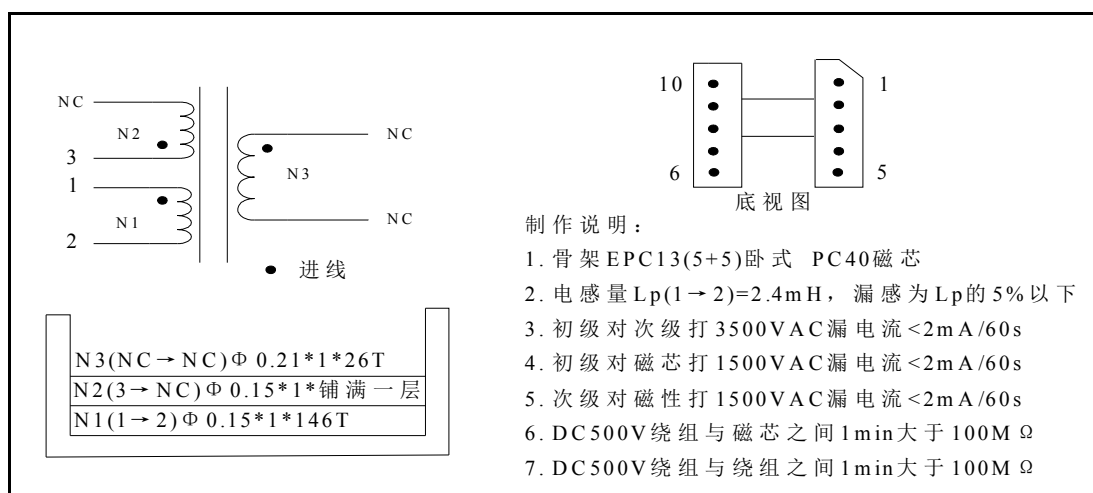 NC
N2
3
1
N1
2
NC
N3
NC
进线
N3(NC→NC)Φ0.21*1*26T
N2(3→NC)Φ0.15*1*铺满一层
N1(1→2)Φ0.15*1*146T
10
1
6
5
底视图
制作说明：
1.骨架EPC13(5+5)卧式 PC40磁芯
2.电感量Lp(1→2)=2.4mH，漏感为Lp的5%以下
3.初级对次级打3500VAC漏电流<2mA/60s
4.初级对磁芯打1500VAC漏电流<2mA/60s
5.次级对磁性打1500VAC漏电流<2mA/60s
6.DC500V绕组与磁芯之间1min大于100MΩ
7.DC500V绕组与绕组之间1min大于100MΩ